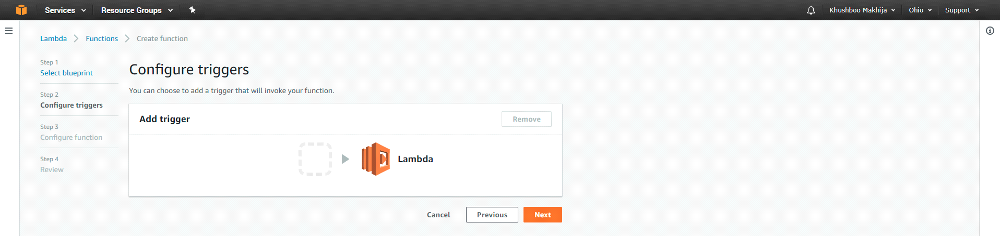 Services Resource Groups Khushboo Makhija Ohio Support
Lambda Functions Create function
Step 1
Select blueprint
Step 2
Configure triggers
Step 3
Configure function
Step 4
Review
Configure triggers
You can choose to add a trigger that will invoke your function.
Add trigger Remove
Lambda
Cancel Previous Next